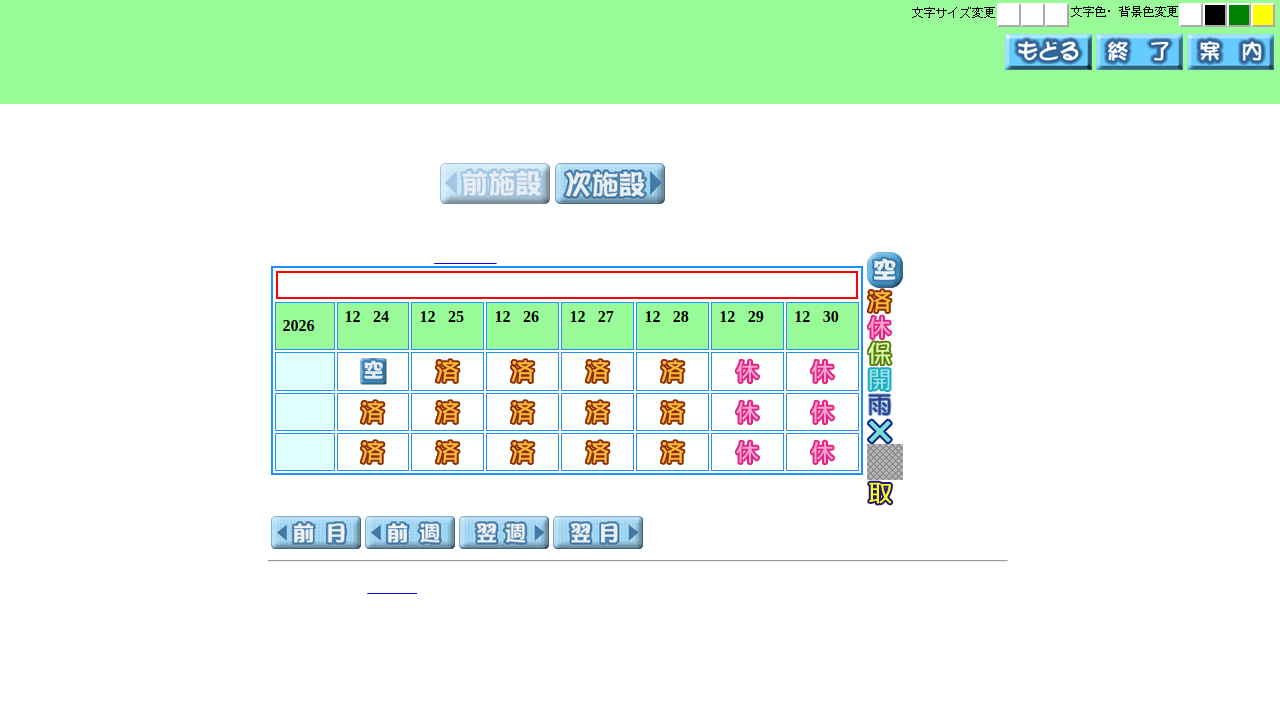 文字サイズ変更 文字色・背景色変更
もどる 終了 案内
前施設 次施設
空
済
休
保
開
雨
×
取
2026 12 24 12 25 12 26 12 27 12 28 12 29 12 30
空 済 済 済 済 休 休
済 済 済 済 済 休 休
済 済 済 済 済 休 休
前月 前週 翌週 翌月